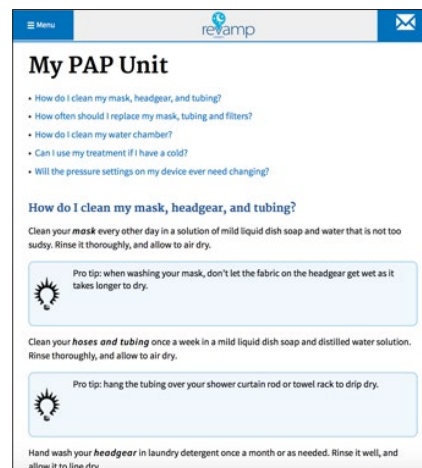 Menu
revamp
My PAP Unit
• How do I clean my mask, headgear, and tubing?
• How often should I replace my mask, tubing and filters?
• How do I clean my water chamber?
• Can I use my treatment if I have a cold?
• Will the pressure settings on my device ever need changing?
How do I clean my mask, headgear, and tubing?
Clean your mask every other day in a solution of mild liquid dish soap and water that is not too
sudsy. Rinse it thoroughly, and allow to air dry.
Pro tip: when washing your mask, don't let the fabric on the headgear get wet as it
takes longer to dry.
Clean your hoses and tubing once a week in a mild liquid dish soap and distilled water solution.
Rinse thoroughly, and allow to air dry.
Pro tip: hang the tubing over your shower curtain rod or towel rack to drip dry.
Hand wash your headgear in laundry detergent once a month or as needed. Rinse it well, and
allow it to line dry.